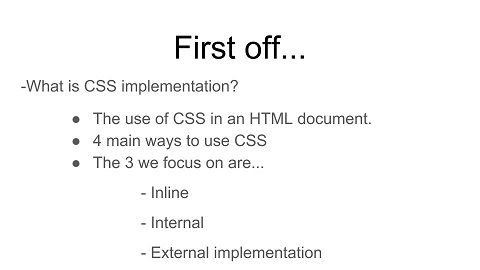 First off...
-What is CSS implementation?
● The use of CSS in an HTML document.
● 4 main ways to use CSS
● The 3 we focus on are...
- Inline
- Internal
- External implementation